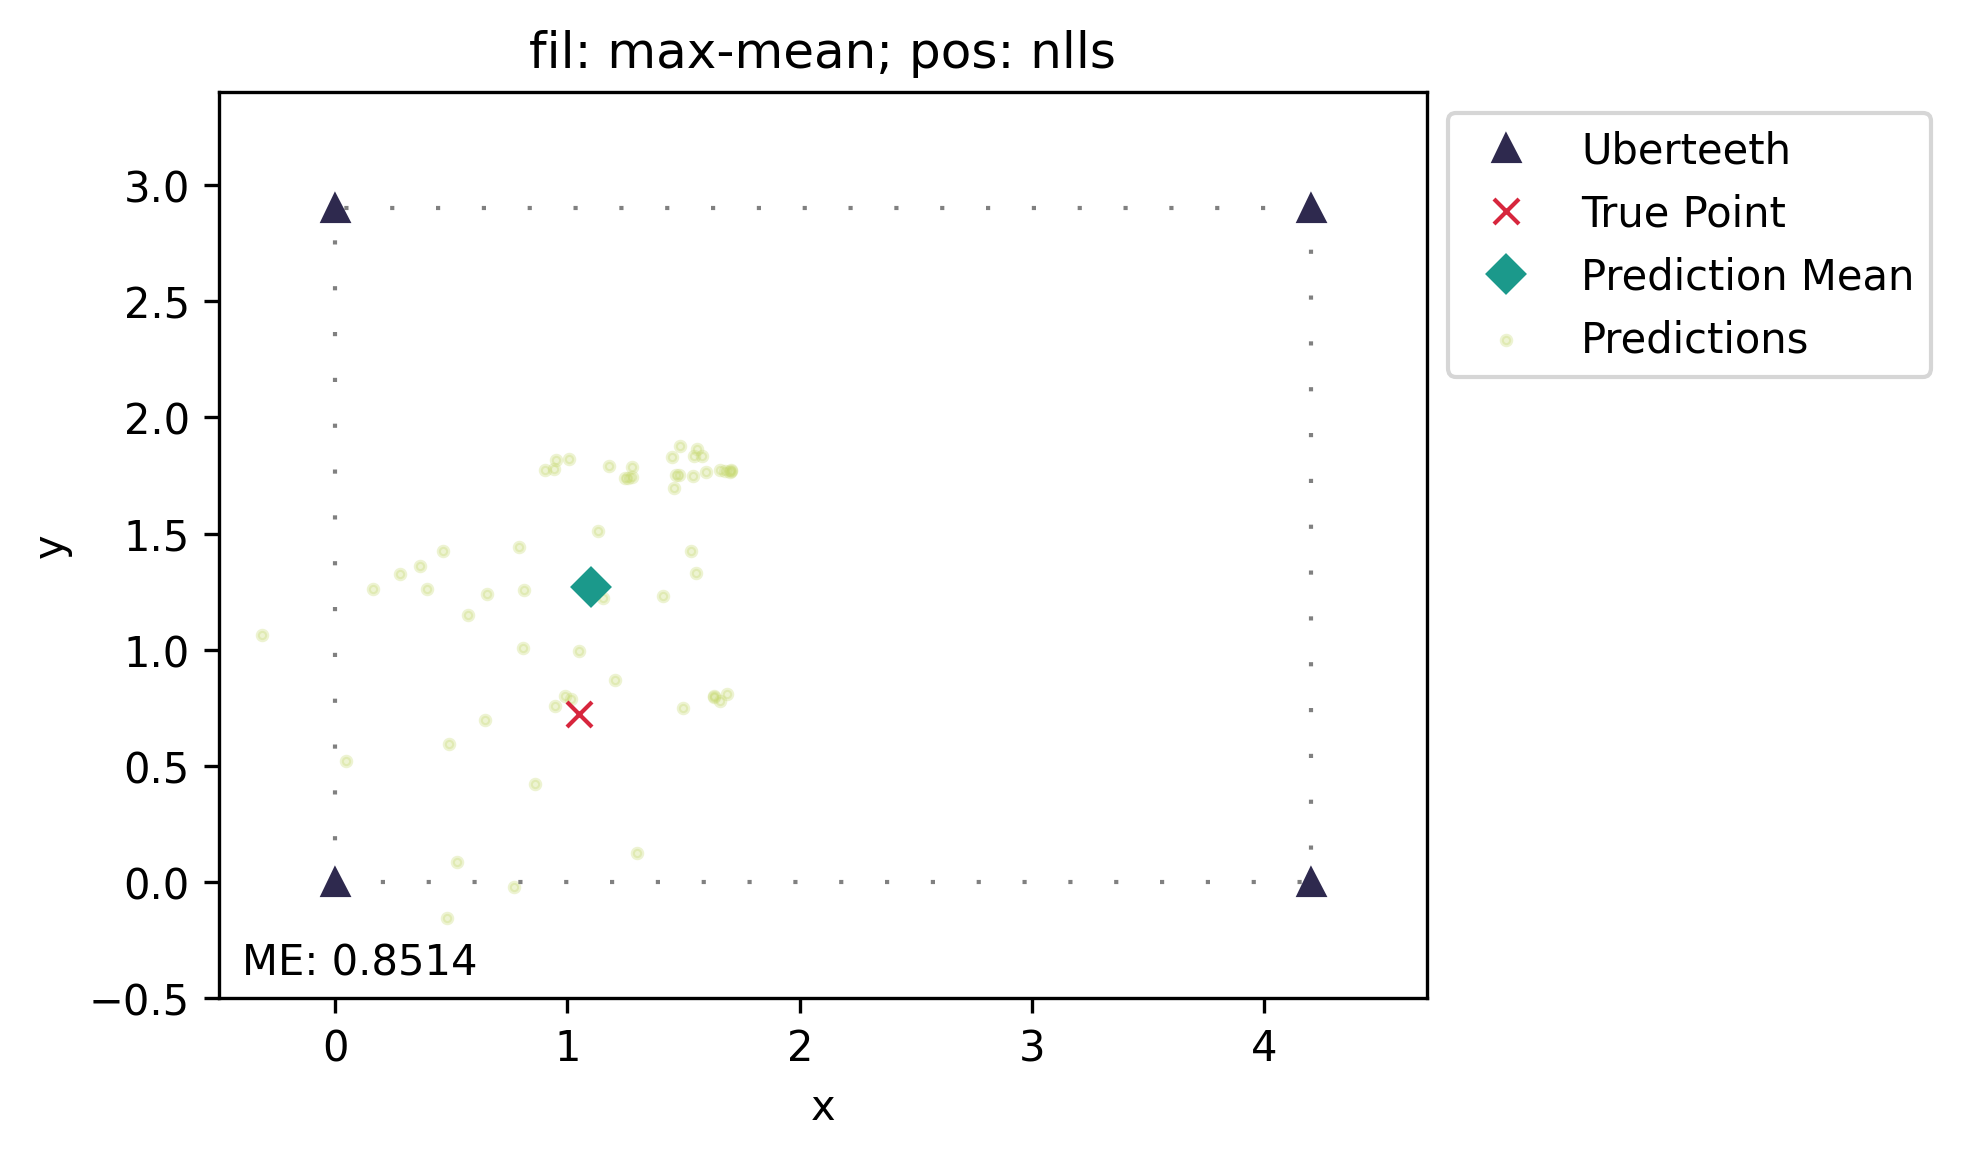 fil: max-mean; pos: nlls
Uberteeth
True Point
Prediction Mean
Predictions
3.0
2.5
2.0
1.5
1.0
0.5
0.0
−0.5
y
ME: 0.8514
0 1 2 3 4
x